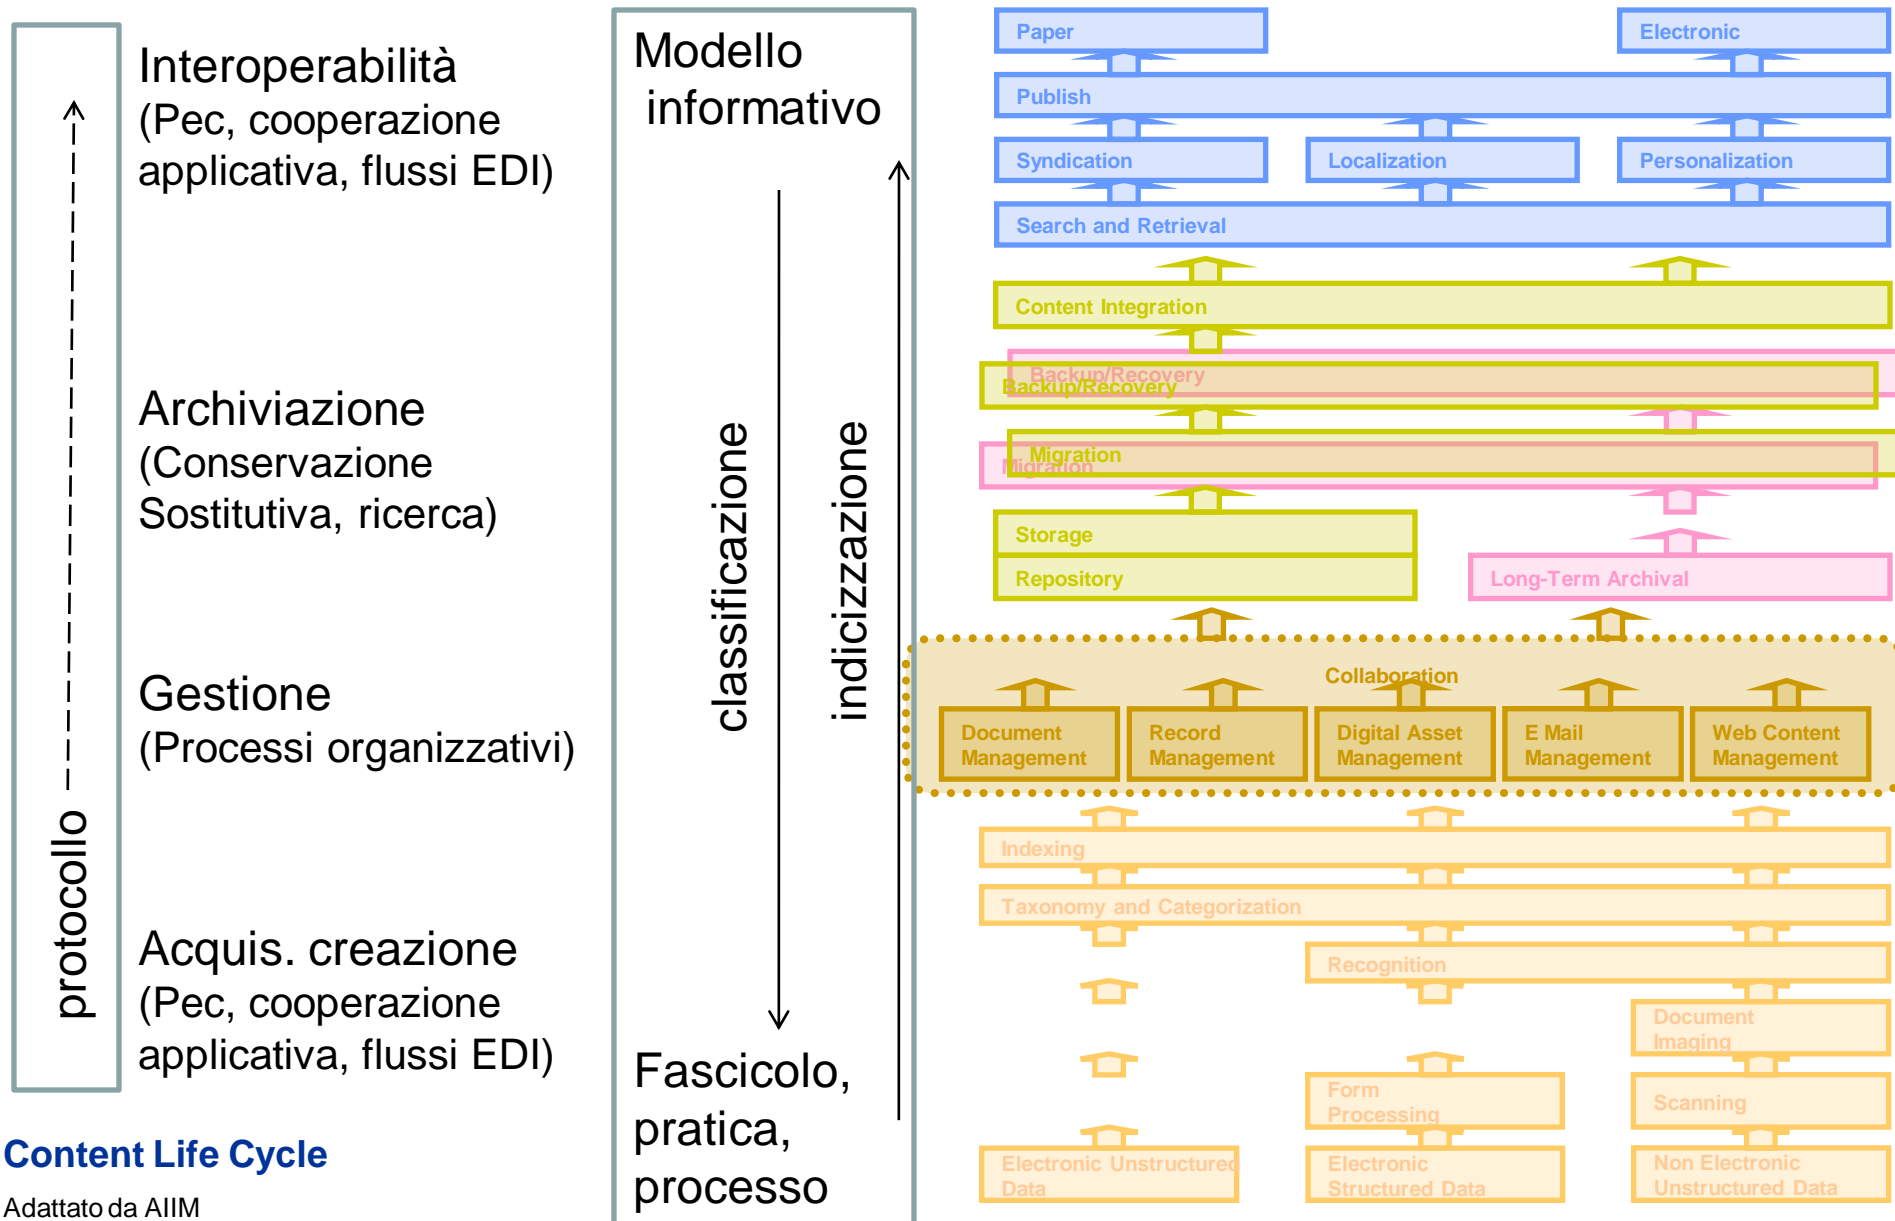 protocollo
Interoperabilità
(Pec, cooperazione
applicativa, flussi EDI)
Archiviazione
(Conservazione
Sostitutiva, ricerca)
Gestione
(Processi organizzativi)
Acquis. creazione
(Pec, cooperazione
applicativa, flussi EDI)
Content Life Cycle
Adattato da AIIM
Modello
informativo
classificazione
indicizzazione
Fascicolo,
pratica,
processo
Paper
Electronic
Publish
Syndication
Localization
Personalization
Search and Retrieval
Content Integration
Backup/Recovery
Backup/Recovery
Migration
Migration
Storage
Repository
Long-Term Archival
Collaboration
Document
Management
Record
Management
Digital Asset
Management
E Mail
Management
Web Content
Management
Indexing
Taxonomy and Categorization
Recognition
Document
Imaging
Form
Processing
Scanning
Electronic Unstructured
Data
Electronic
Structured Data
Non Electronic
Unstructured Data